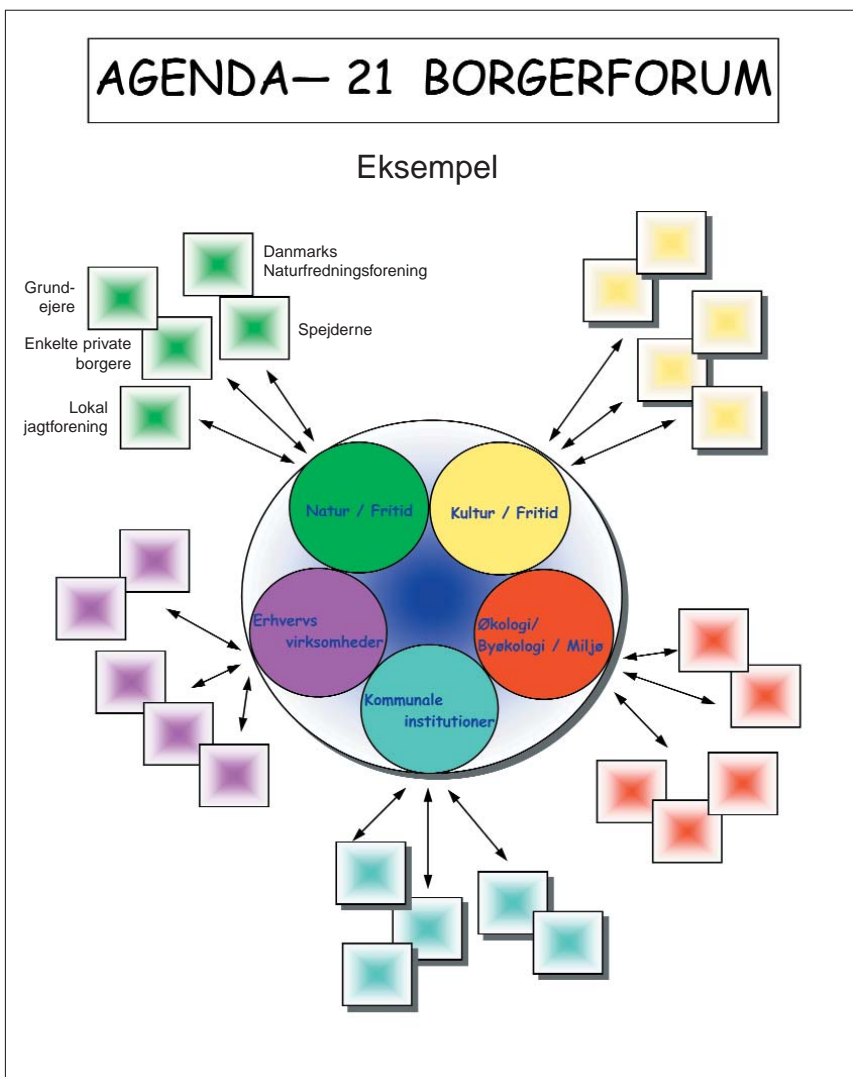 AGENDA— 21 BORGERFORUM
Eksempel
Danmarks
Naturfredningsforening
Grund-
ejere
Spejderne
Enkelte private
borgere
Lokal
jagtforening
Natur / Fritid
Kultur / Fritid
Erhvervs
virksomheder
Økologi/
Byøkologi / Miljø
Kommunale
institutioner